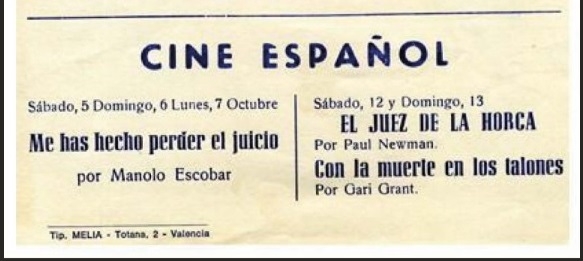 CINE ESPAÑOL
Sábado, 5 Domingo, 6 Lunes, 7 Octubre
Me has hecho perder el juicio
por Manolo Escobar
Sábado, 12 y Domingo, 13
EL JUEZ DE LA HORCA
Por Paul Newman.
Con la muerte en los talones
Por Gari Grant.
Tip. MELIA - Totana, 2 - Valencia